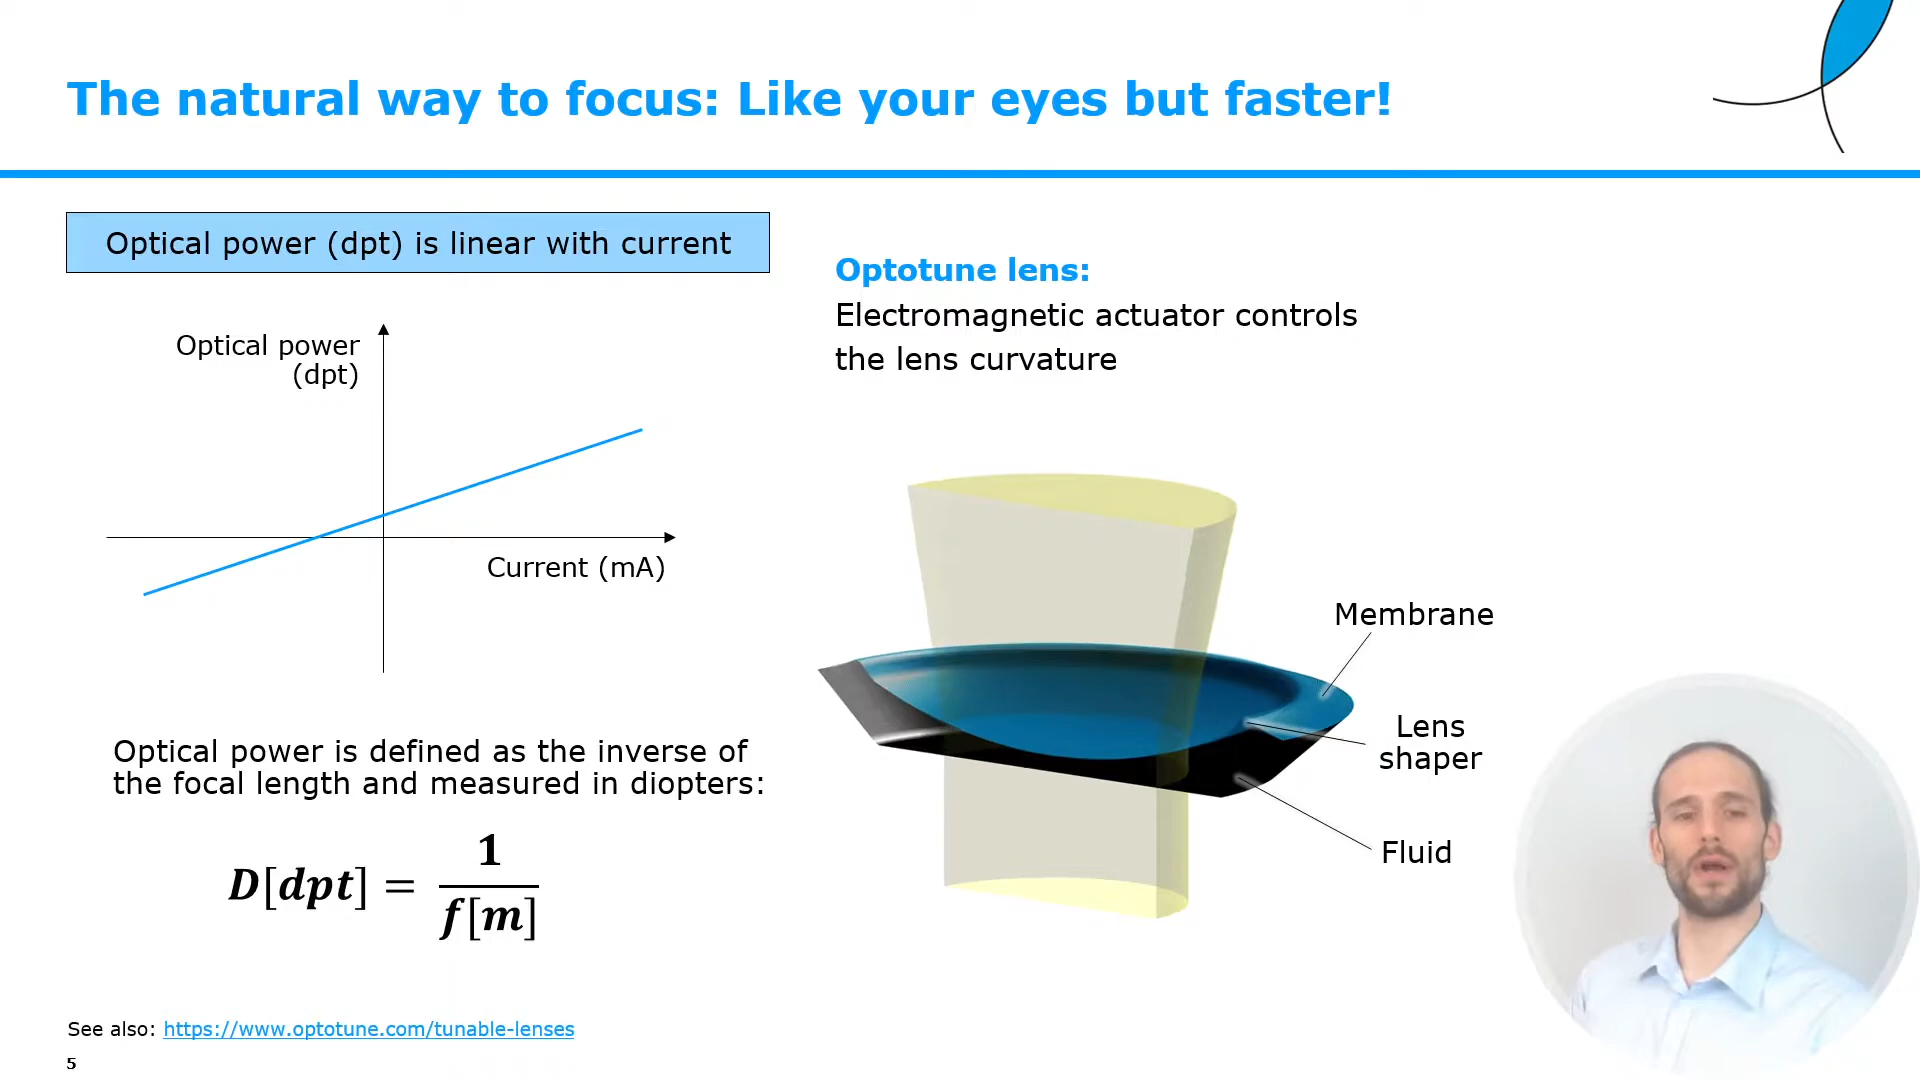 The natural way to focus: Like your eyes but faster!
Optical power (dpt) is linear with current
Optical power
(dpt)
Current (mA)
Optical power is defined as the inverse of
the focal length and measured in diopters:
D[dpt] = 1 / f[m]
Optotune lens:
Electromagnetic actuator controls
the lens curvature
Membrane
Lens
shaper
Fluid
See also: https://www.optotune.com/tunable-lenses
5